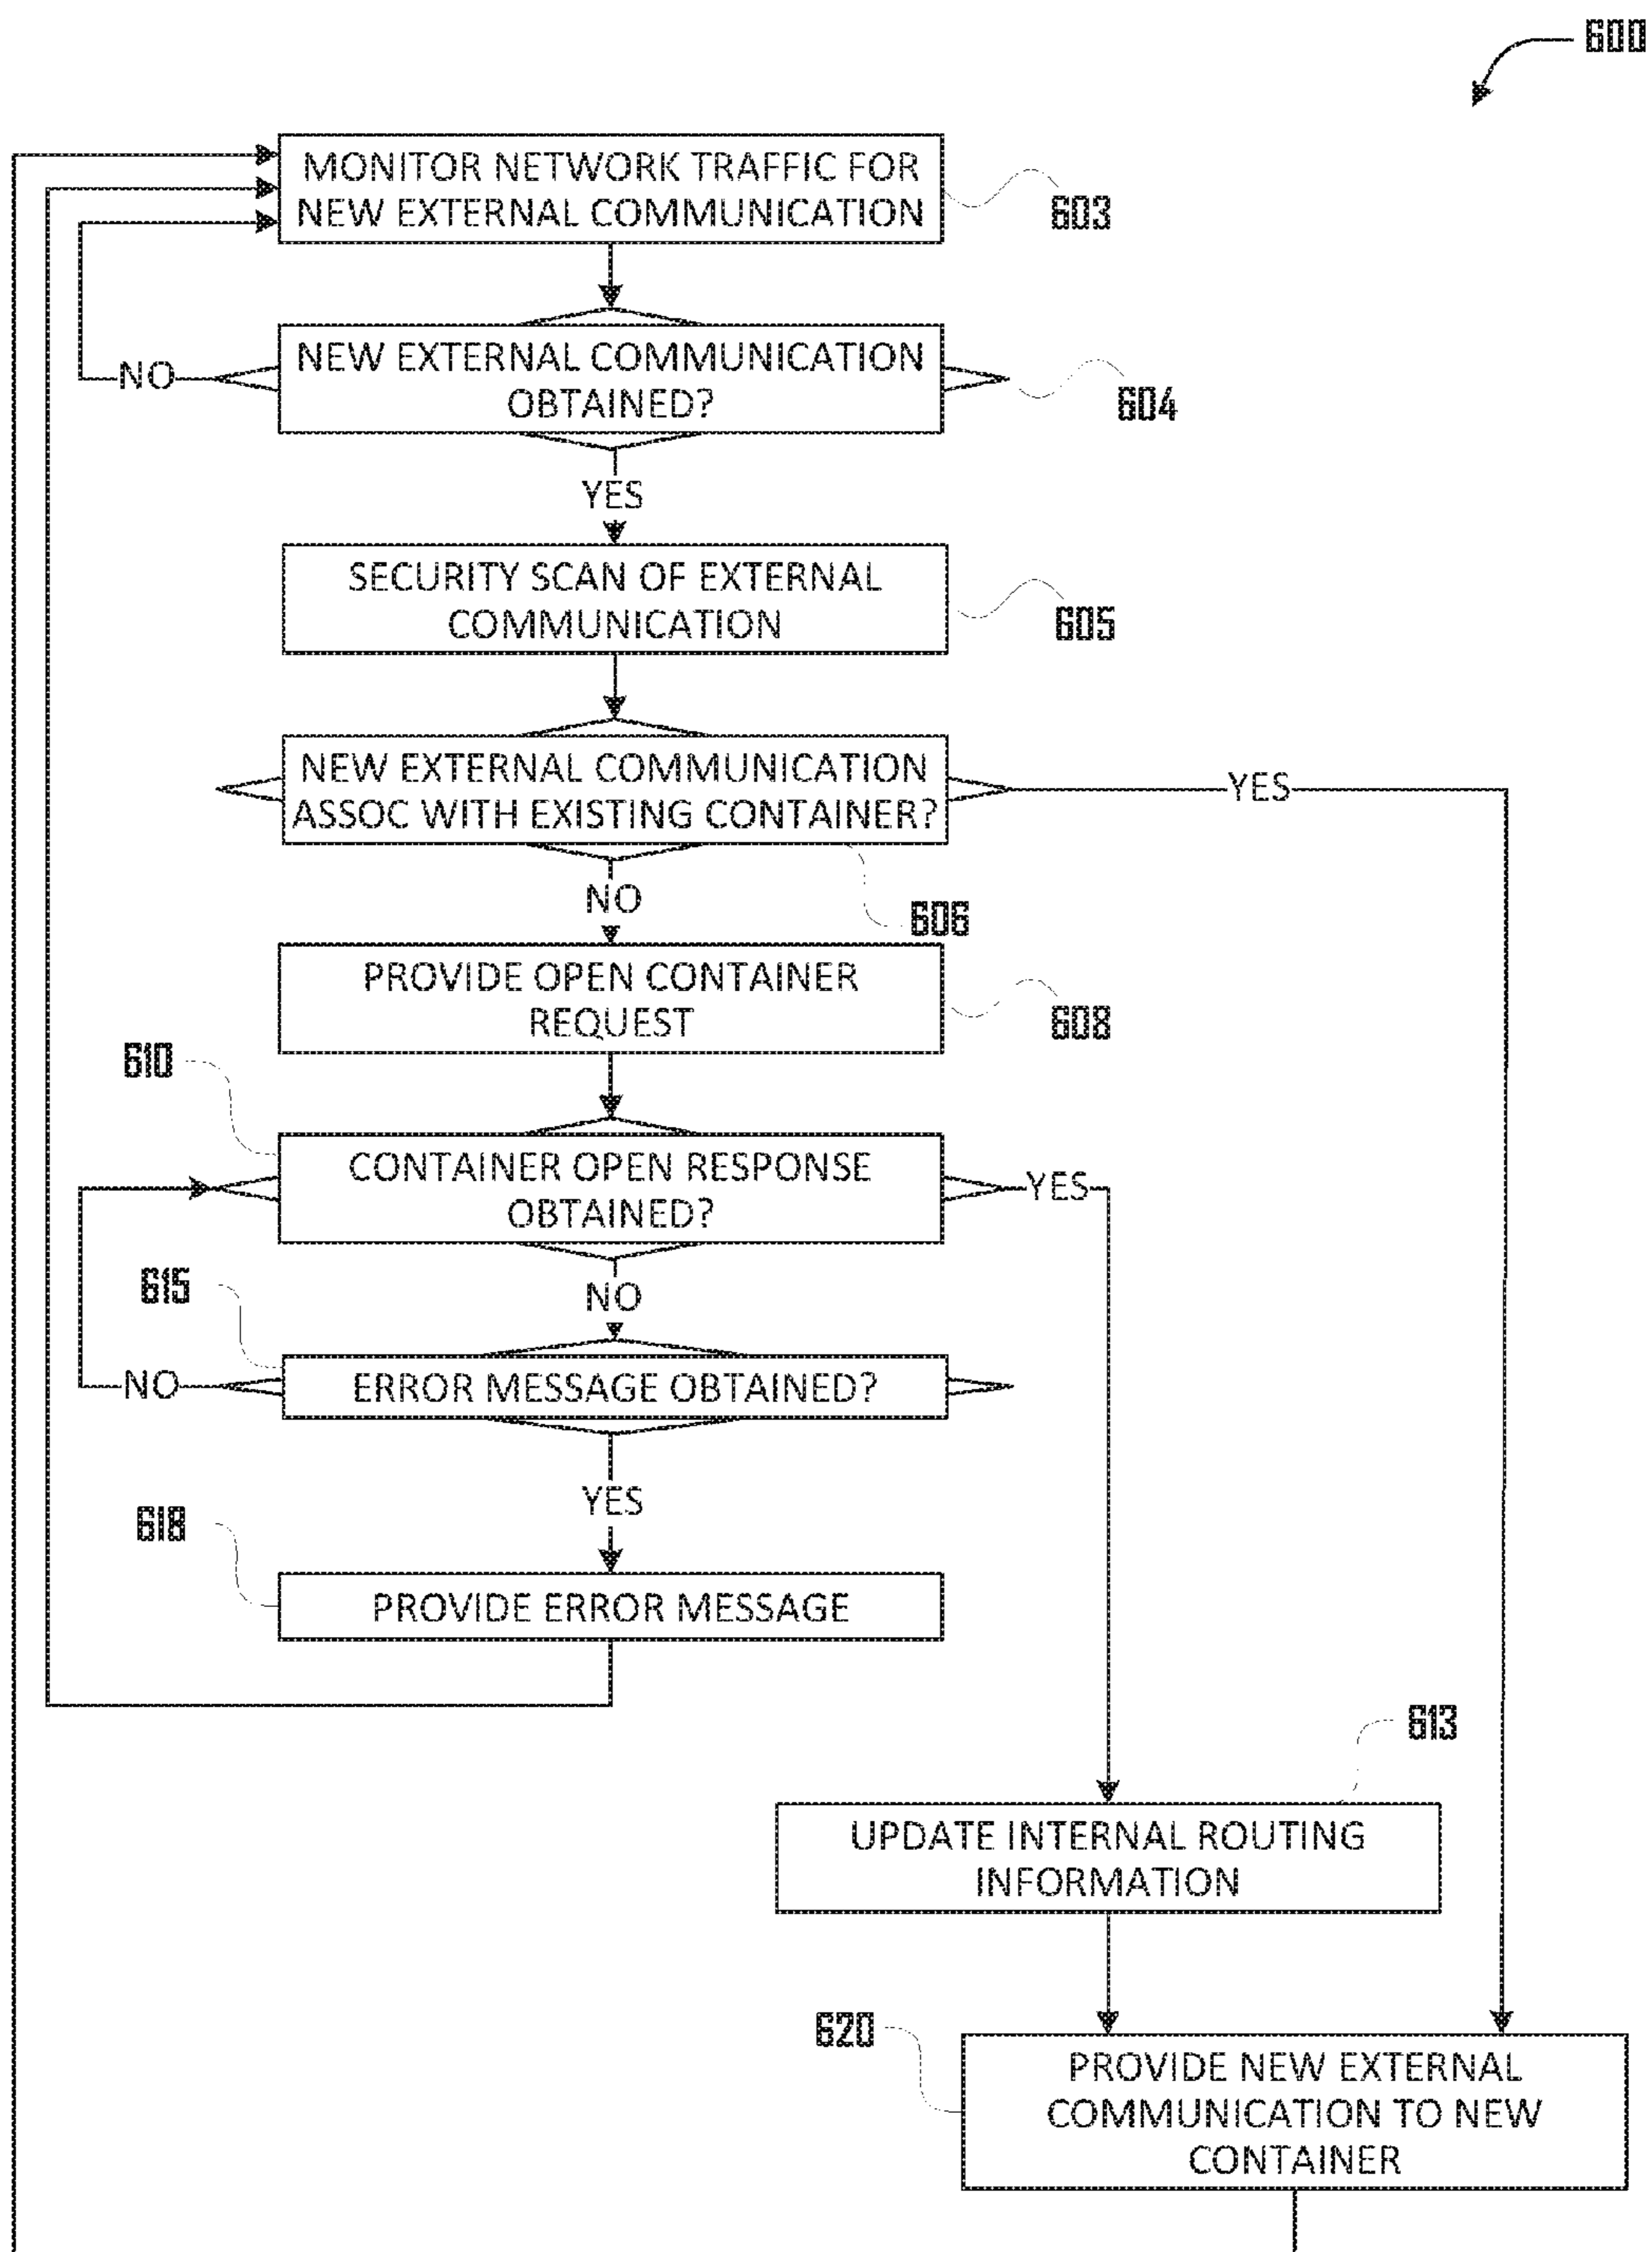 600
MONITOR NETWORK TRAFFIC FOR
NEW EXTERNAL COMMUNICATION
603
NEW EXTERNAL COMMUNICATION
OBTAINED?
NO
604
YES
SECURITY SCAN OF EXTERNAL
COMMUNICATION
605
NEW EXTERNAL COMMUNICATION
ASSOC WITH EXISTING CONTAINER?
YES
NO
606
PROVIDE OPEN CONTAINER
REQUEST
608
610
CONTAINER OPEN RESPONSE
OBTAINED?
YES
NO
615
ERROR MESSAGE OBTAINED?
NO
YES
618
PROVIDE ERROR MESSAGE
613
UPDATE INTERNAL ROUTING
INFORMATION
620
PROVIDE NEW EXTERNAL
COMMUNICATION TO NEW
CONTAINER